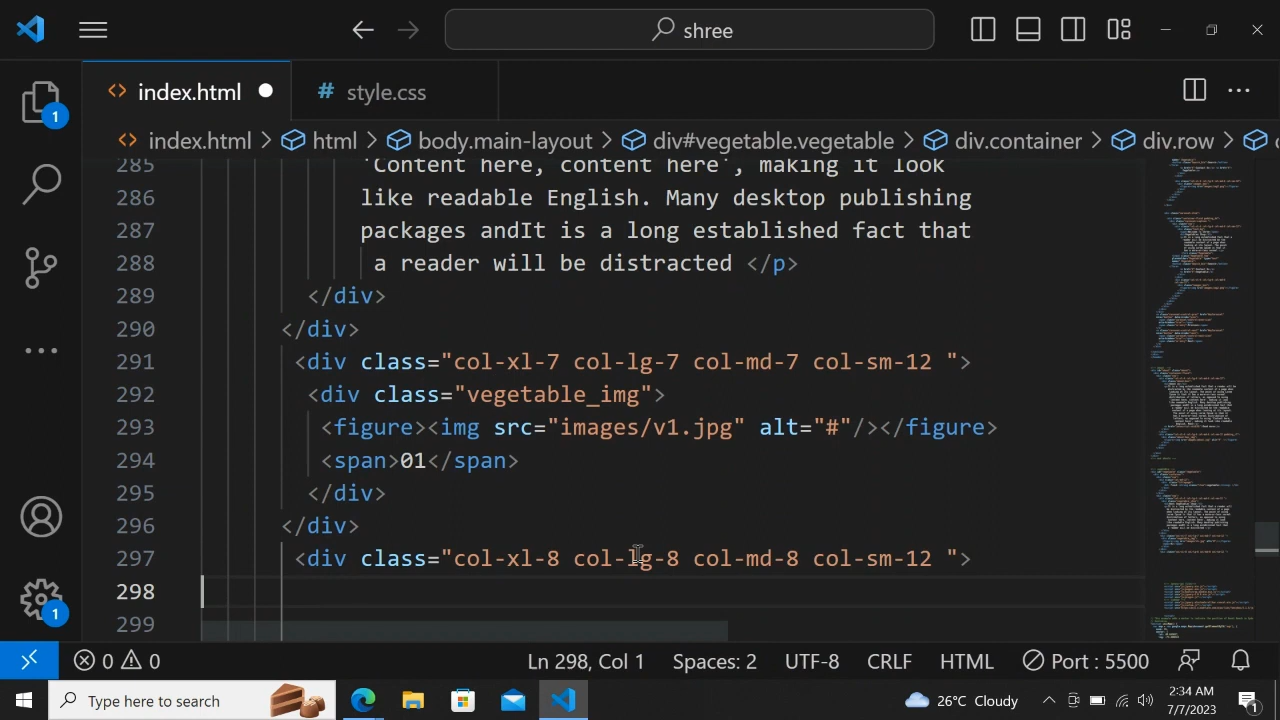 shree
index.html
# style.css
index.html > html > body.main-layout > div#vegetable.vegetable > div.container > div.row >
285 'Content here, content here', making it look
286 like readable English. Many desktop publishing
287 packages andIt is a long established fact that
288 a reader will be distracted </p>
289 </div>
290 </div>
291 <div class="col-xl-7 col-lg-7 col-md-7 col-sm-12 ">
292 <div class="vegetable_img">
293 <figure><img src="images/v1.jpg" alt="#"/></figure>
294 <span>01</span>
295 </div>
296 </div>
297 <div class="col-xl-8 col-lg-8 col-md-8 col-sm-12 ">
298
299
1
1
0 0
Ln 298, Col 1 Spaces: 2 UTF-8 CRLF HTML Port : 5500
Type here to search
26°C Cloudy
2:34 AM
7/7/2023
1